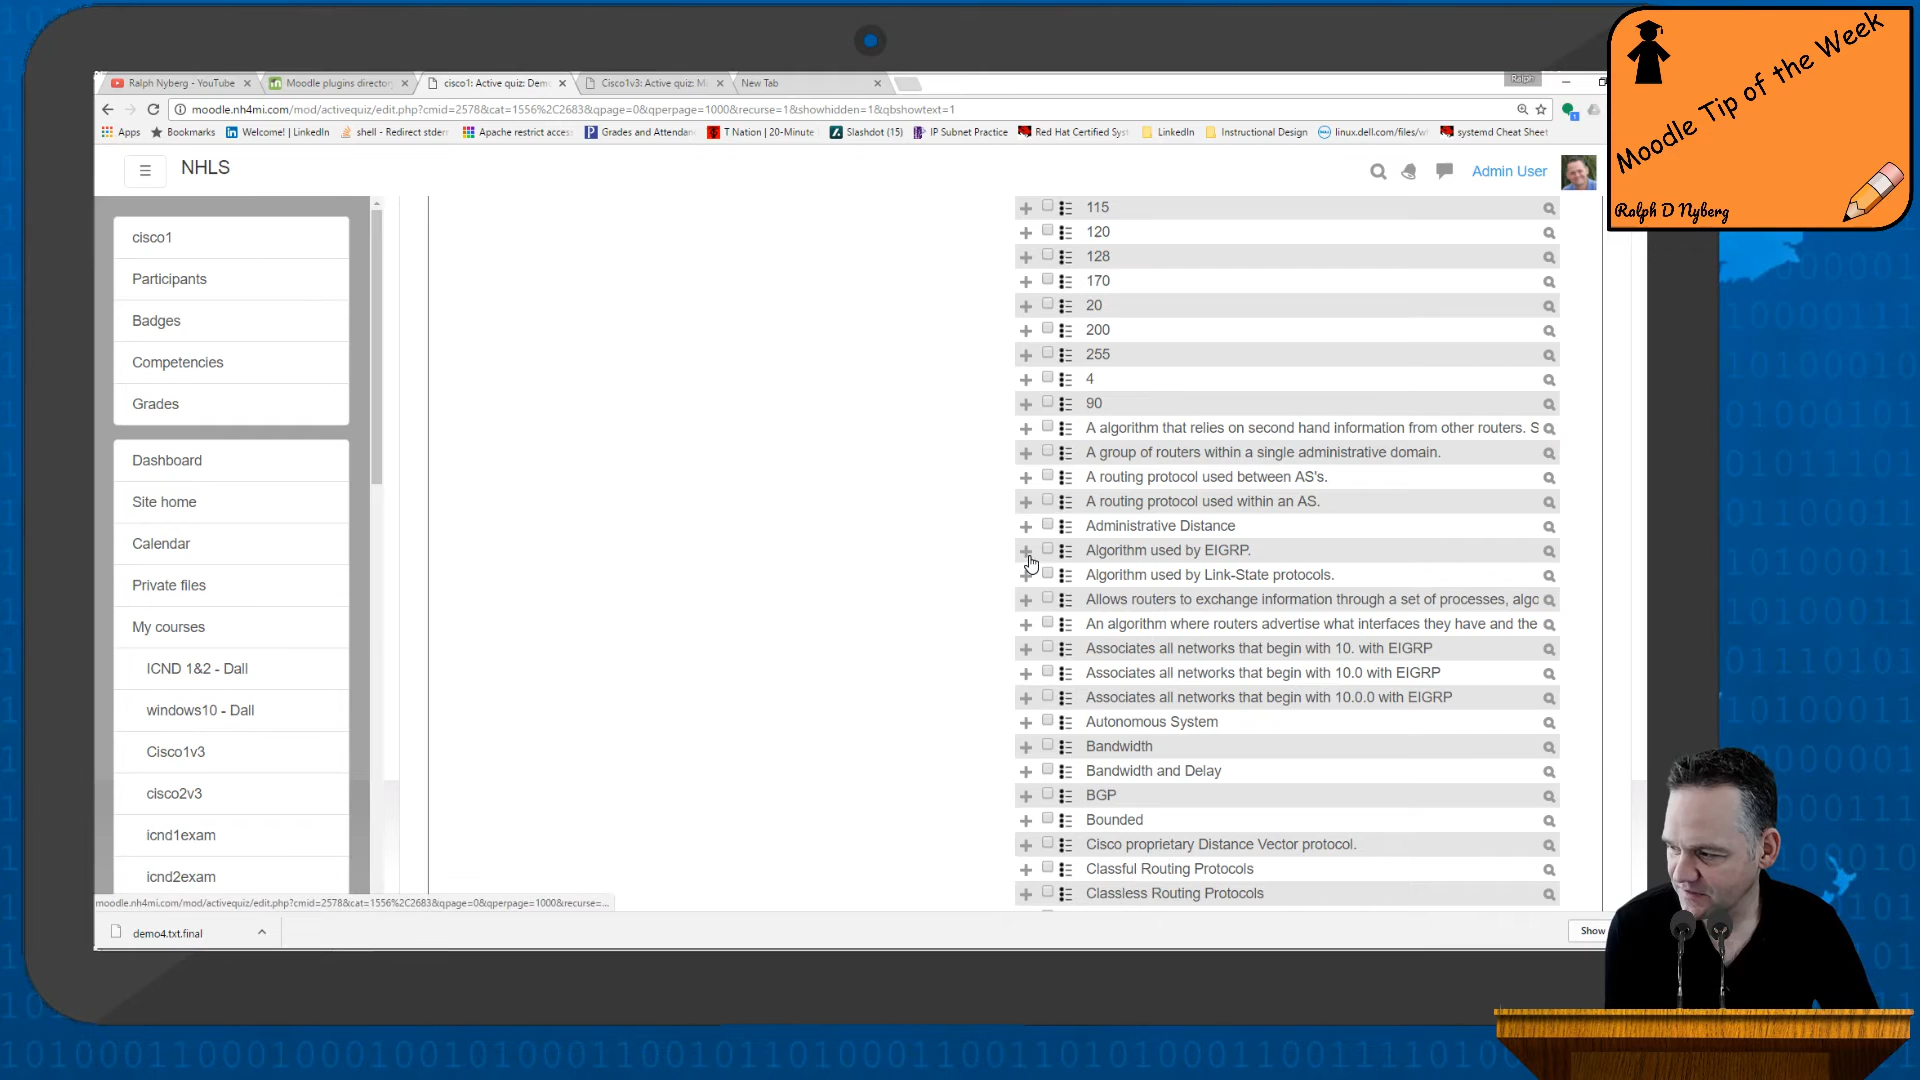 Moodle Tip of the Week
Ralph D Nyberg
Ralph Nyberg - YouTube
Moodle plugins director
cisco1: Active quiz: Dem
Cisco1v3: Active quiz: M
New Tab
Ralph
moodle.nh4mi.com/mod/activequiz/edit.php?cmid=2578&cat=1556%2C2683&qpage=0&qperpage=1000&recurse=1&showhidden=1&qbshowtext=1
Apps
Bookmarks
Welcome! | LinkedIn
shell - Redirect stderr
Apache restrict access
Grades and Attendan
T Nation | 20-Minute
Slashdot (15)
IP Subnet Practice
Red Hat Certified Sys
LinkedIn
Instructional Design
linux.dell.com/files/w
systemd Cheat Sheet
NHLS
Admin User
cisco1
Participants
Badges
Competencies
Grades
Dashboard
Site home
Calendar
Private files
My courses
ICND 1&2 - Dall
windows10 - Dall
Cisco1v3
cisco2v3
icnd1exam
icnd2exam
115
120
128
170
20
200
255
4
90
A algorithm that relies on second hand information from other routers. S
A group of routers within a single administrative domain.
A routing protocol used between AS's.
A routing protocol used within an AS.
Administrative Distance
Algorithm used by EIGRP.
Algorithm used by Link-State protocols.
Allows routers to exchange information through a set of processes, algo
An algorithm where routers advertise what interfaces they have and the
Associates all networks that begin with 10. with EIGRP
Associates all networks that begin with 10.0 with EIGRP
Associates all networks that begin with 10.0.0 with EIGRP
Autonomous System
Bandwidth
Bandwidth and Delay
BGP
Bounded
Cisco proprietary Distance Vector protocol.
Classful Routing Protocols
Classless Routing Protocols
moodle.nh4mi.com/mod/activequiz/edit.php?cmid=2578&cat=1556%2C2683&qpage=0&qperpage=1000&recurse=...
demo4.txt.final
Show